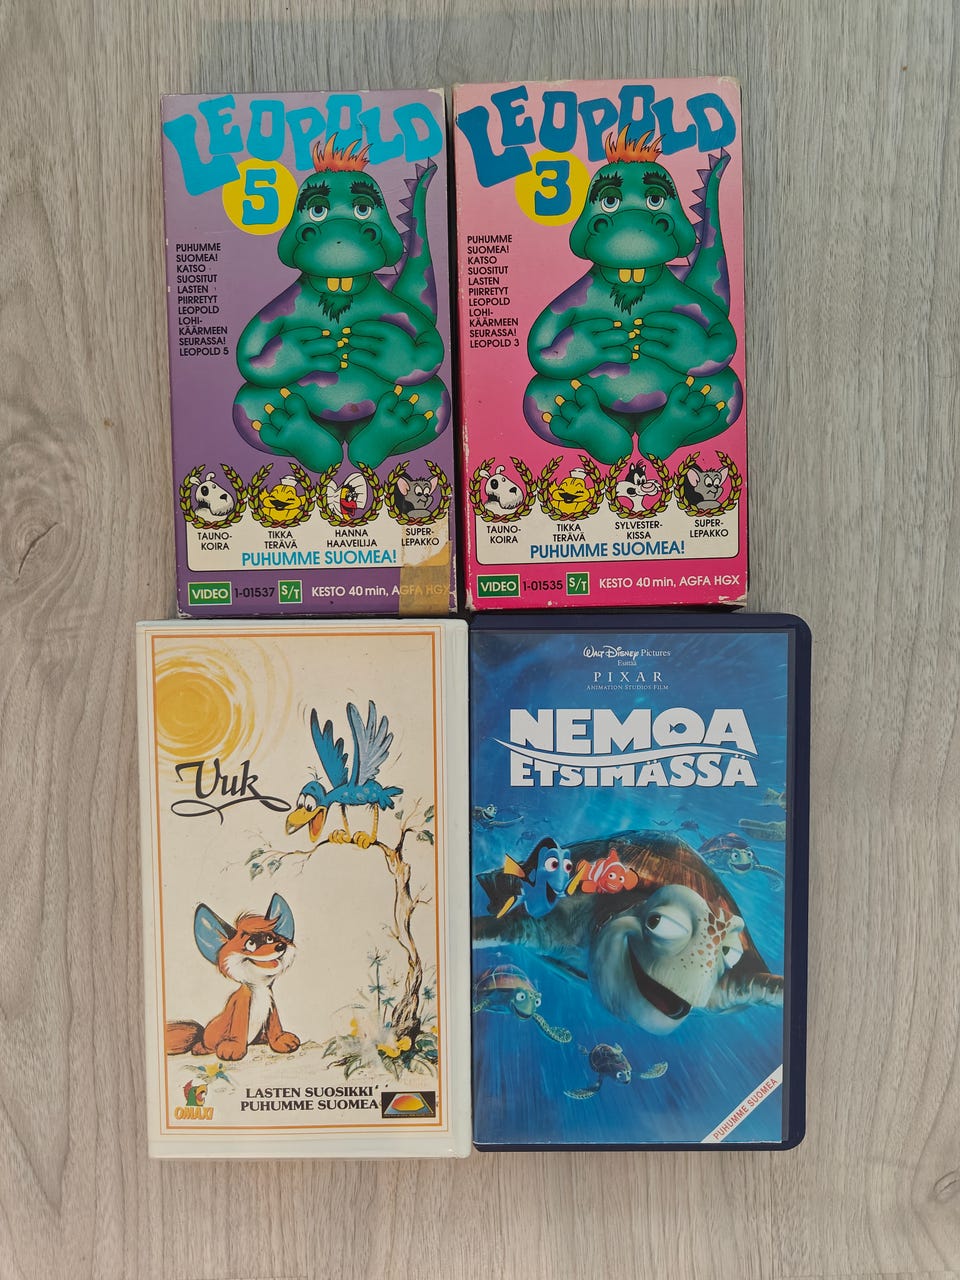 LEOPOLD
5
PUHUMME
SUOMEA!
KATSO
SUOSITUT
LASTEN
PIIRRETYT
LEOPOLD
LOHI-
KÄÄRMEEN
SEURASSA!
LEOPOLD 5
TAUNO-
KOIRA
TIKKA
TERÄVÄ
HANNA
HAAVEILIJA
SUPER-
LEPAKKO
PUHUMME SUOMEA!
VIDEO 1-01537 S/T KESTO 40 min, AGFA HGX
LEOPOLD
3
PUHUMME
SUOMEA!
KATSO
SUOSITUT
LASTEN
PIIRRETYT
LEOPOLD
LOHI-
KÄÄRMEEN
SEURASSA!
LEOPOLD 3
TAUNO-
KOIRA
TIKKA
TERÄVÄ
SYLVESTER-
KISSA
SUPER-
LEPAKKO
PUHUMME SUOMEA!
VIDEO 1-01535 S/T KESTO 40 min, AGFA HGX
Vuk
LASTEN SUOSIKKI
PUHUMME SUOMEA
OMAXI
WALT DISNEY Pictures
Esittää
PIXAR
ANIMATION STUDIOS FILM
NEMOA
ETSIMÄSSÄ
PUHUMME SUOMEA